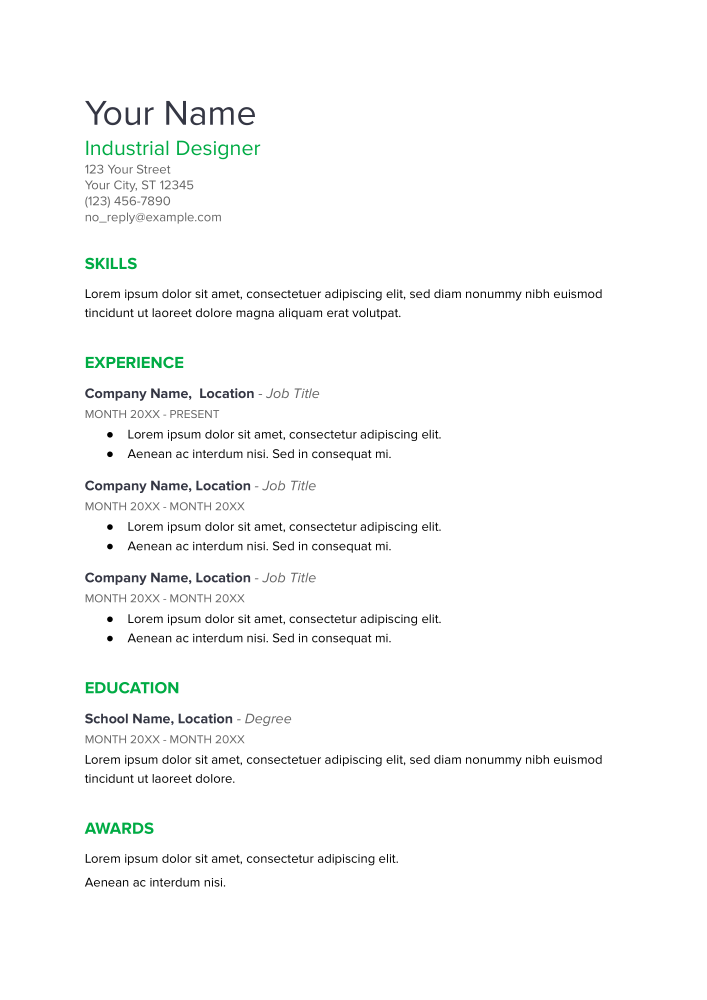 Your Name
Industrial Designer
123 Your Street
Your City, ST 12345
(123) 456-7890
no_reply@example.com
SKILLS
Lorem ipsum dolor sit amet, consectetuer adipiscing elit, sed diam nonummy nibh euismod
tincidunt ut laoreet dolore magna aliquam erat volutpat.
EXPERIENCE
Company Name,  Location - Job Title
MONTH 20XX - PRESENT
● Lorem ipsum dolor sit amet, consectetur adipiscing elit.
● Aenean ac interdum nisi. Sed in consequat mi.
Company Name, Location - Job Title
MONTH 20XX - MONTH 20XX
● Lorem ipsum dolor sit amet, consectetur adipiscing elit.
● Aenean ac interdum nisi. Sed in consequat mi.
Company Name, Location - Job Title
MONTH 20XX - MONTH 20XX
● Lorem ipsum dolor sit amet, consectetur adipiscing elit.
● Aenean ac interdum nisi. Sed in consequat mi.
EDUCATION
School Name, Location - Degree
MONTH 20XX - MONTH 20XX
Lorem ipsum dolor sit amet, consectetuer adipiscing elit, sed diam nonummy nibh euismod
tincidunt ut laoreet dolore.
AWARDS
Lorem ipsum dolor sit amet, consectetur adipiscing elit.
Aenean ac interdum nisi.